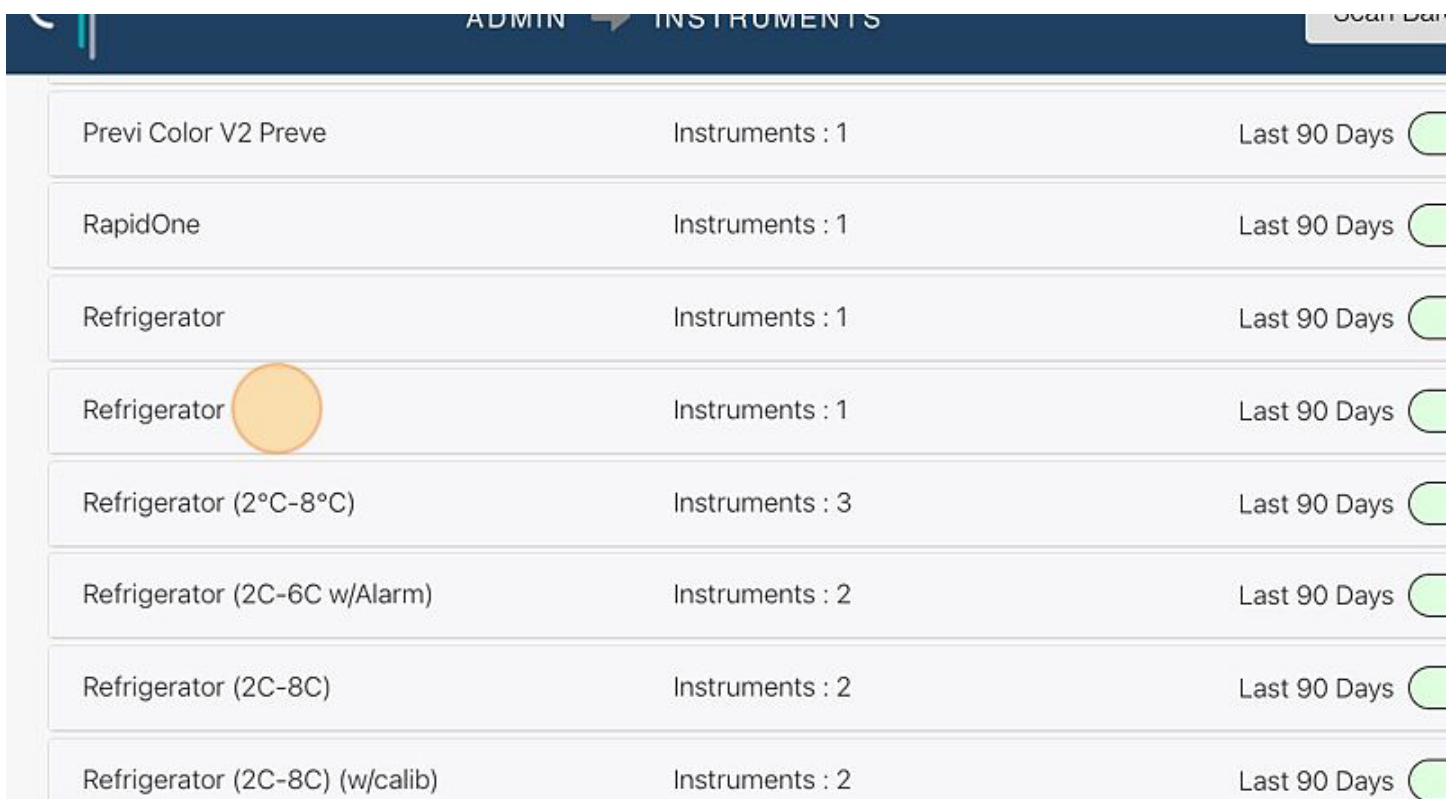 ADMIN INSTRUMENTS Scan
Previ Color V2 Preve Instruments : 1 Last 90 Days
RapidOne Instruments : 1 Last 90 Days
Refrigerator Instruments : 1 Last 90 Days
Refrigerator Instruments : 1 Last 90 Days
Refrigerator (2°C-8°C) Instruments : 3 Last 90 Days
Refrigerator (2C-6C w/Alarm) Instruments : 2 Last 90 Days
Refrigerator (2C-8C) Instruments : 2 Last 90 Days
Refrigerator (2C-8C) (w/calib) Instruments : 2 Last 90 Days